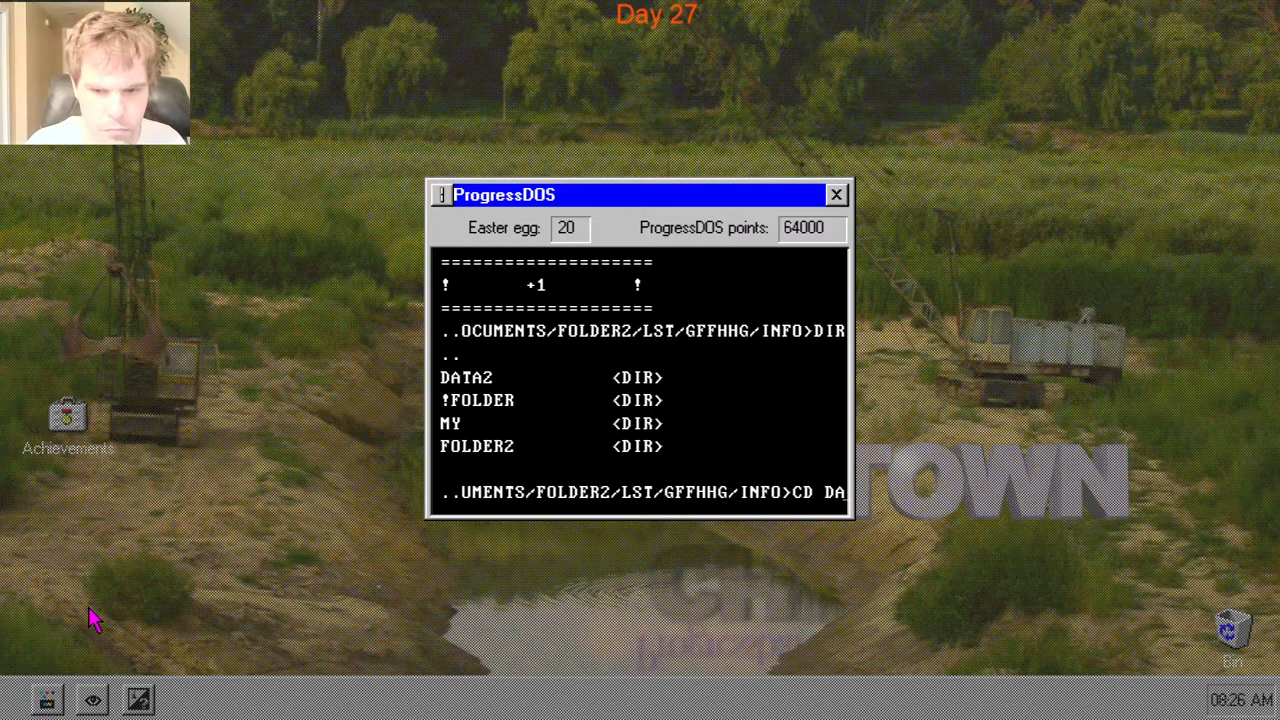 Day 27
ProgressDOS
Easter egg: 20 ProgressDOS points: 64000
====================
! +1 !
====================
..OCUMENTS/FOLDER2/LST/GFFHHG/INFO>DIR
..
DATA2 <DIR>
!FOLDER <DIR>
MY <DIR>
FOLDER2 <DIR>
..UMENTS/FOLDER2/LST/GFFHHG/INFO>CD DA_
Achievements
TOWN
Bin
08:26 AM